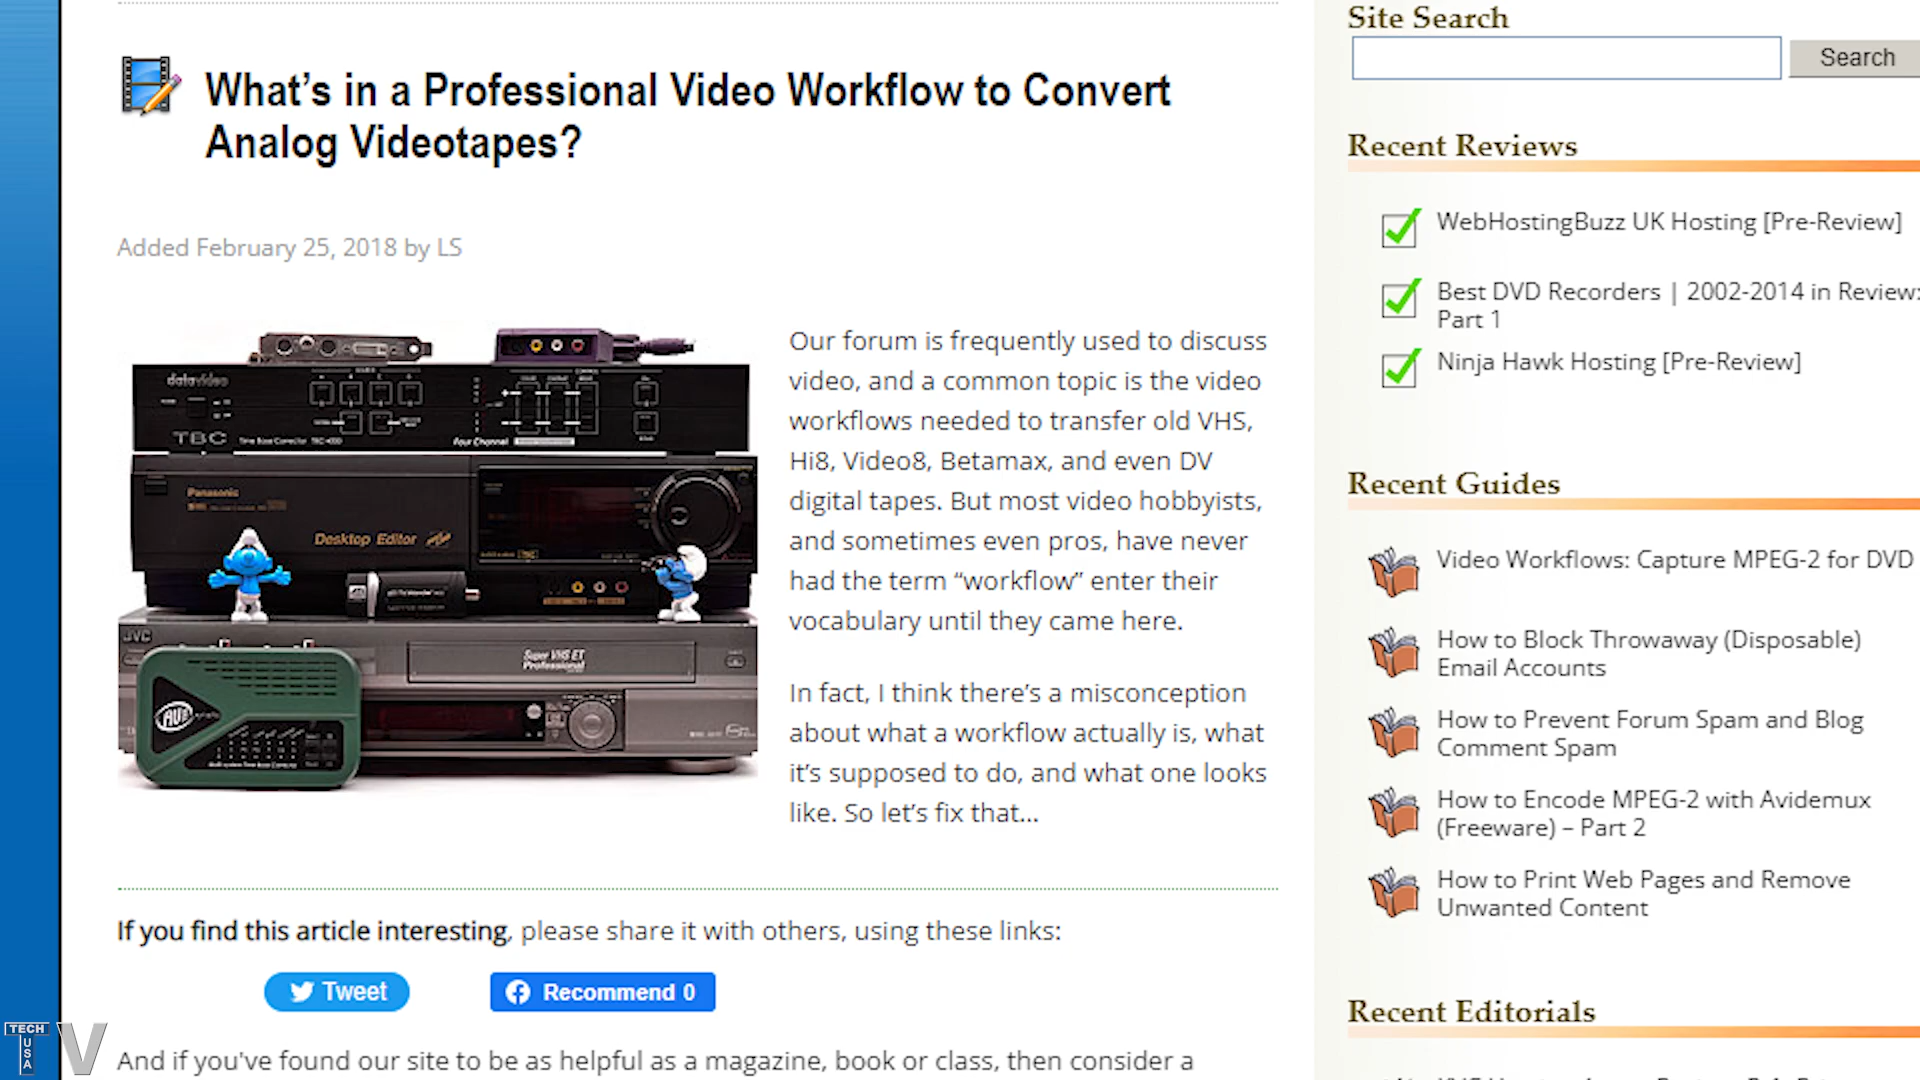 What's in a Professional Video Workflow to Convert
Analog Videotapes?
Added February 25, 2018 by LS
datavideo
TBC
Time Base Corrector TBC-4000
Four Channel
Panasonic
Desktop Editor
JVC
Super VHS ET
Professional
Our forum is frequently used to discuss
video, and a common topic is the video
workflows needed to transfer old VHS,
Hi8, Video8, Betamax, and even DV
digital tapes. But most video hobbyists,
and sometimes even pros, have never
had the term “workflow” enter their
vocabulary until they came here.
In fact, I think there’s a misconception
about what a workflow actually is, what
it’s supposed to do, and what one looks
like. So let’s fix that…
If you find this article interesting, please share it with others, using these links:
Tweet
Recommend 0
And if you've found our site to be as helpful as a magazine, book or class, then consider a
Site Search
Search
Recent Reviews
WebHostingBuzz UK Hosting [Pre-Review]
Best DVD Recorders | 2002-2014 in Review:
Part 1
Ninja Hawk Hosting [Pre-Review]
Recent Guides
Video Workflows: Capture MPEG-2 for DVD
How to Block Throwaway (Disposable)
Email Accounts
How to Prevent Forum Spam and Blog
Comment Spam
How to Encode MPEG-2 with Avidemux
(Freeware) – Part 2
How to Print Web Pages and Remove
Unwanted Content
Recent Editorials
TECH
USA
TV